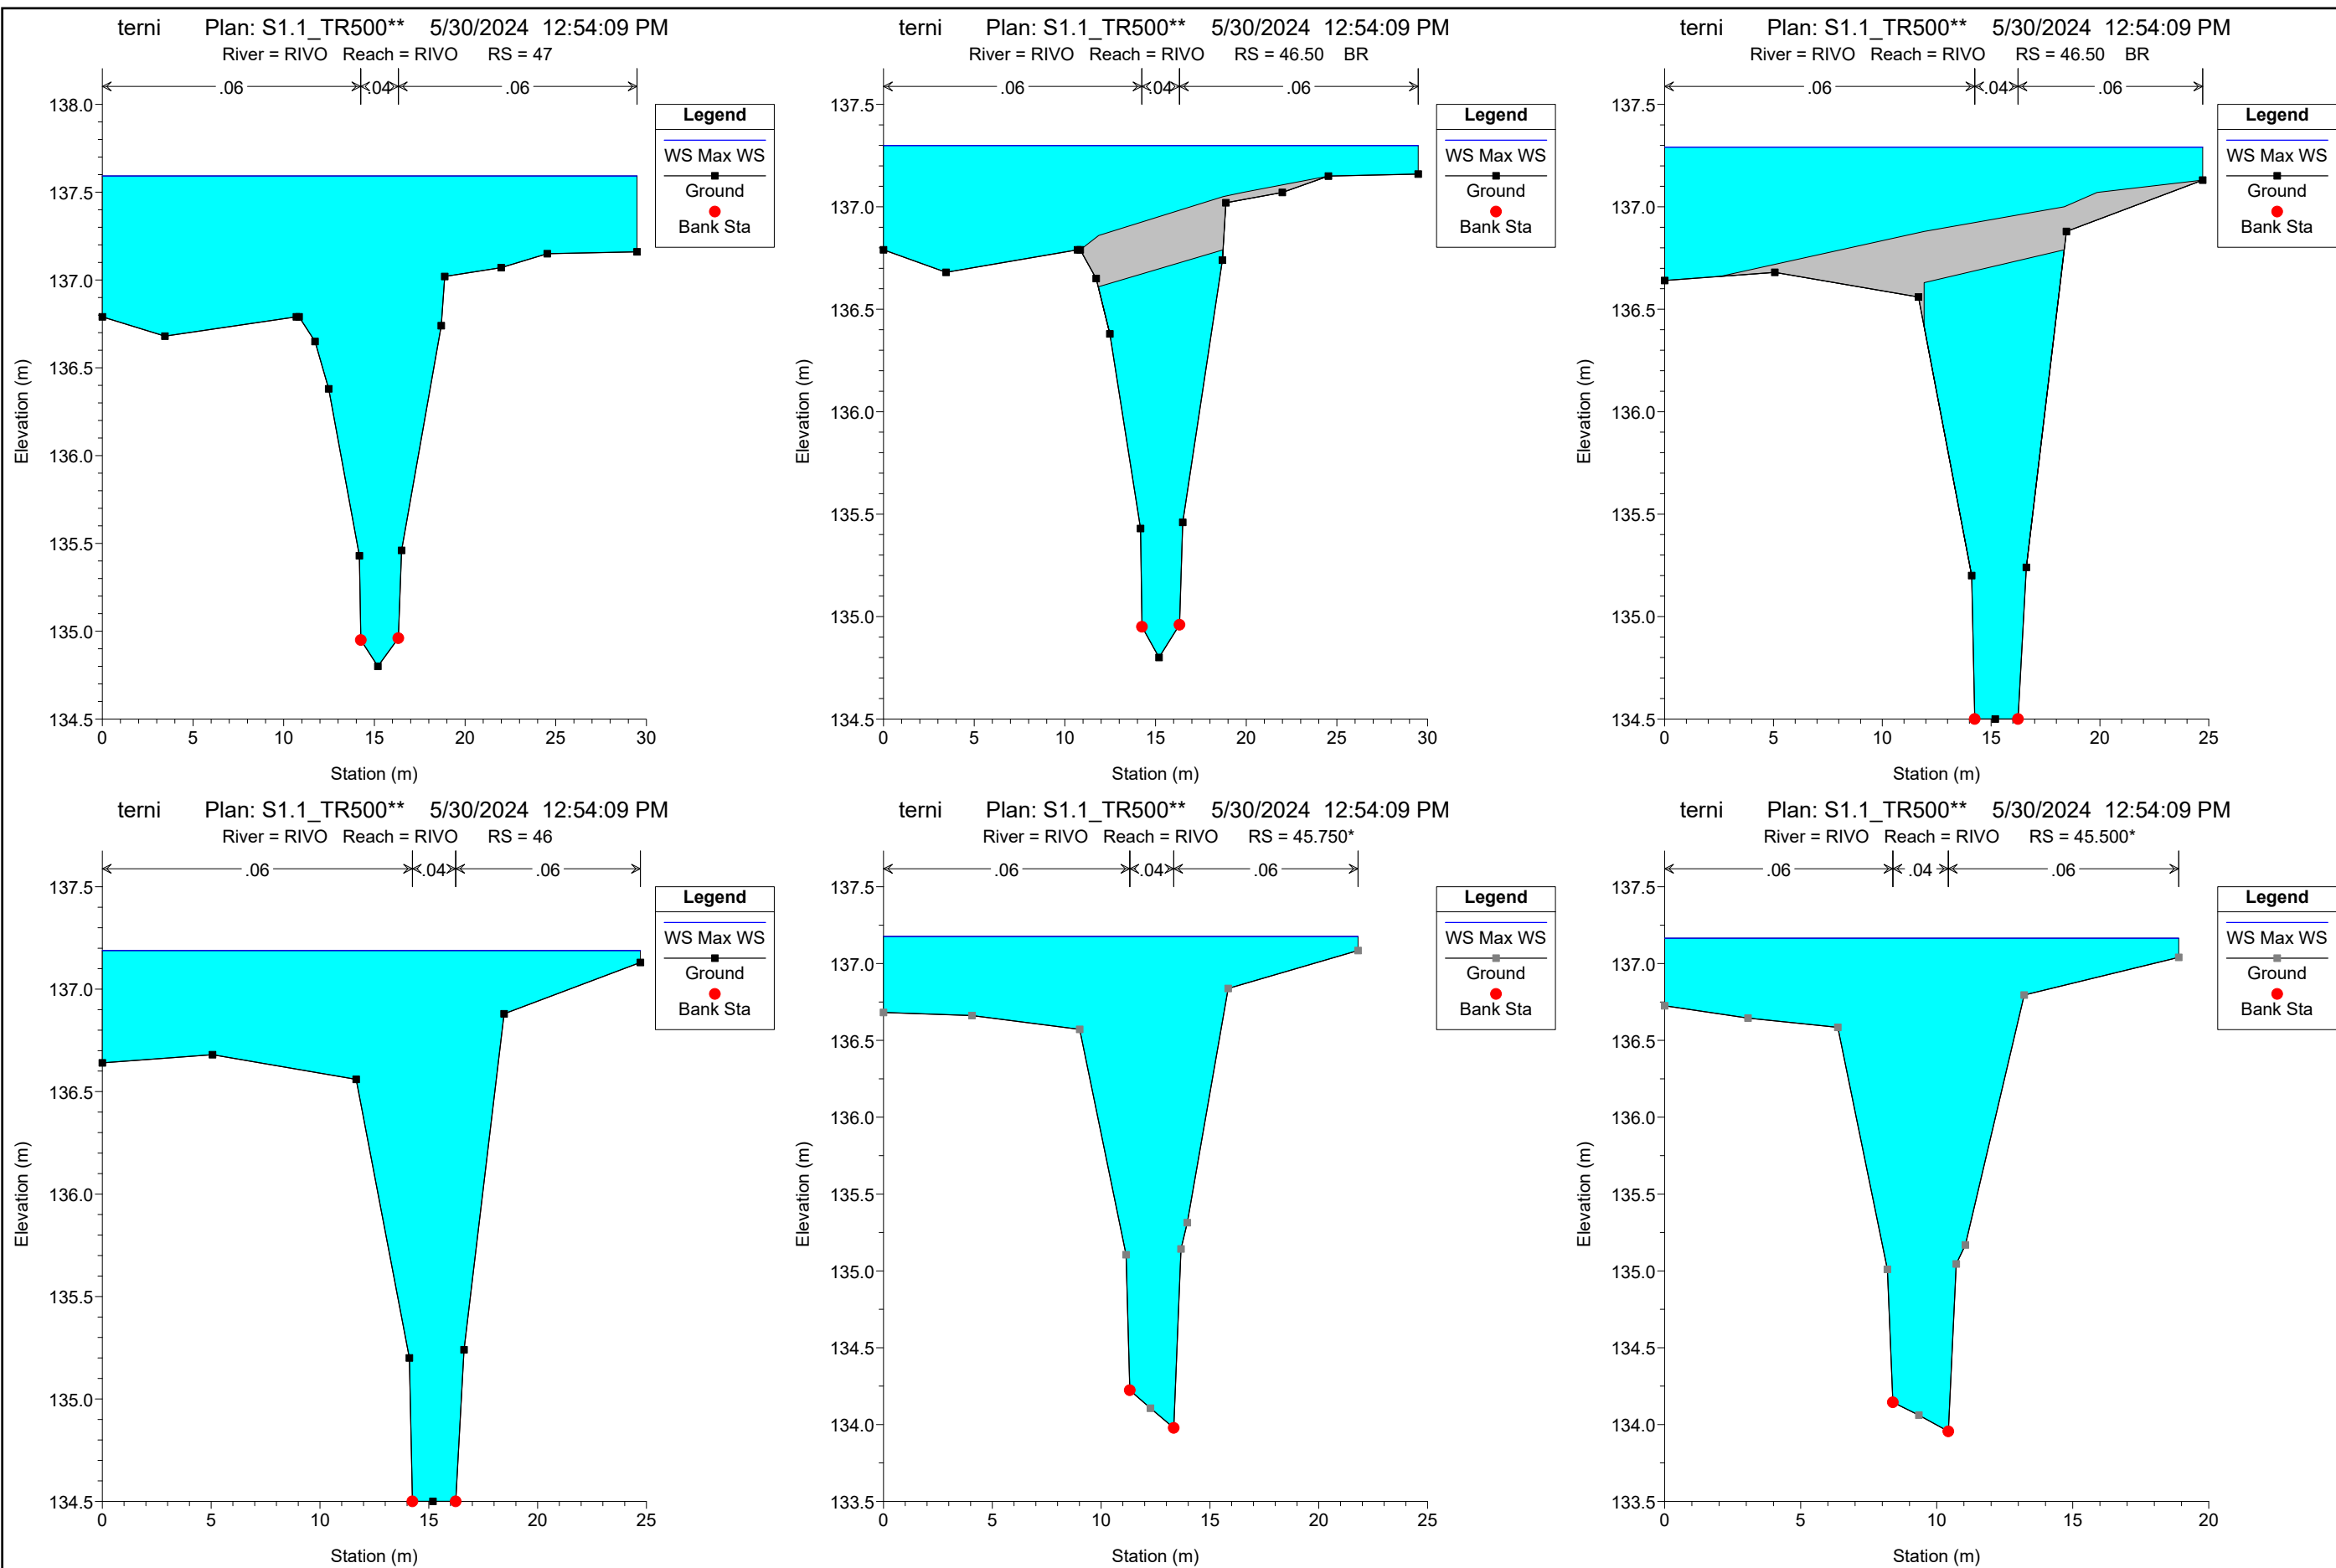 terni Plan: S1.1_TR500** 5/30/2024 12:54:09 PM
River = RIVO Reach = RIVO RS = 47
.06 .04 .06
138.0
137.5
137.0
136.5
136.0
135.5
135.0
134.5
0 5 10 15 20 25 30
Station (m)
Elevation (m)
Legend
WS Max WS
Ground
Bank Sta
terni Plan: S1.1_TR500** 5/30/2024 12:54:09 PM
River = RIVO Reach = RIVO RS = 46.50 BR
.06 .04 .06
137.5
137.0
136.5
136.0
135.5
135.0
134.5
0 5 10 15 20 25 30
Station (m)
Elevation (m)
Legend
WS Max WS
Ground
Bank Sta
terni Plan: S1.1_TR500** 5/30/2024 12:54:09 PM
River = RIVO Reach = RIVO RS = 46.50 BR
.06 .04 .06
137.5
137.0
136.5
136.0
135.5
135.0
134.5
0 5 10 15 20 25
Station (m)
Elevation (m)
Legend
WS Max WS
Ground
Bank Sta
terni Plan: S1.1_TR500** 5/30/2024 12:54:09 PM
River = RIVO Reach = RIVO RS = 46
.06 .04 .06
137.5
137.0
136.5
136.0
135.5
135.0
134.5
0 5 10 15 20 25
Station (m)
Elevation (m)
Legend
WS Max WS
Ground
Bank Sta
terni Plan: S1.1_TR500** 5/30/2024 12:54:09 PM
River = RIVO Reach = RIVO RS = 45.750*
.06 .04 .06
137.5
137.0
136.5
136.0
135.5
135.0
134.5
134.0
133.5
0 5 10 15 20 25
Station (m)
Elevation (m)
Legend
WS Max WS
Ground
Bank Sta
terni Plan: S1.1_TR500** 5/30/2024 12:54:09 PM
River = RIVO Reach = RIVO RS = 45.500*
.06 .04 .06
137.5
137.0
136.5
136.0
135.5
135.0
134.5
134.0
133.5
0 5 10 15 20
Station (m)
Elevation (m)
Legend
WS Max WS
Ground
Bank Sta